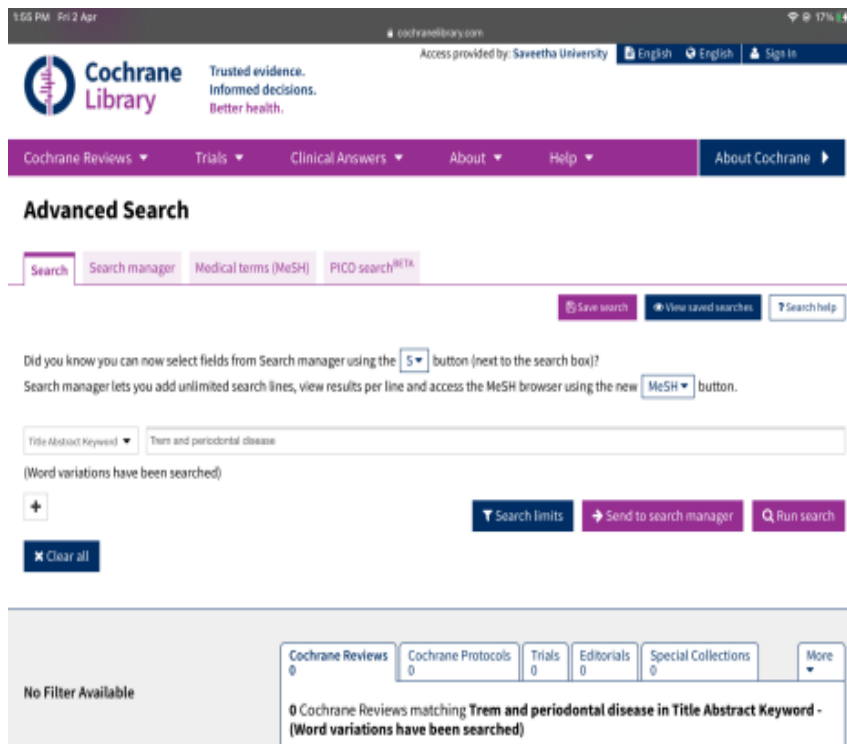 1:55 PM Fri 2 Apr
17%
cochranelibrary.com
Access provided by: Saveetha University English English Sign In
Cochrane
Library
Trusted evidence.
Informed decisions.
Better health.
Cochrane Reviews Trials Clinical Answers About Help About Cochrane
Advanced Search
Search Search manager Medical terms (MeSH) PICO search BETA
Save search View saved searches ? Search help
Did you know you can now select fields from Search manager using the S button (next to the search box)?
Search manager lets you add unlimited search lines, view results per line and access the MeSH browser using the new MeSH button.
Title Abstract Keyword Trem and periodontal disease
(Word variations have been searched)
+
Search limits Send to search manager Run search
Clear all
Cochrane Reviews Cochrane Protocols Trials Editorials Special Collections More
0 0 0 0 0
No Filter Available
0 Cochrane Reviews matching Trem and periodontal disease in Title Abstract Keyword -
(Word variations have been searched)